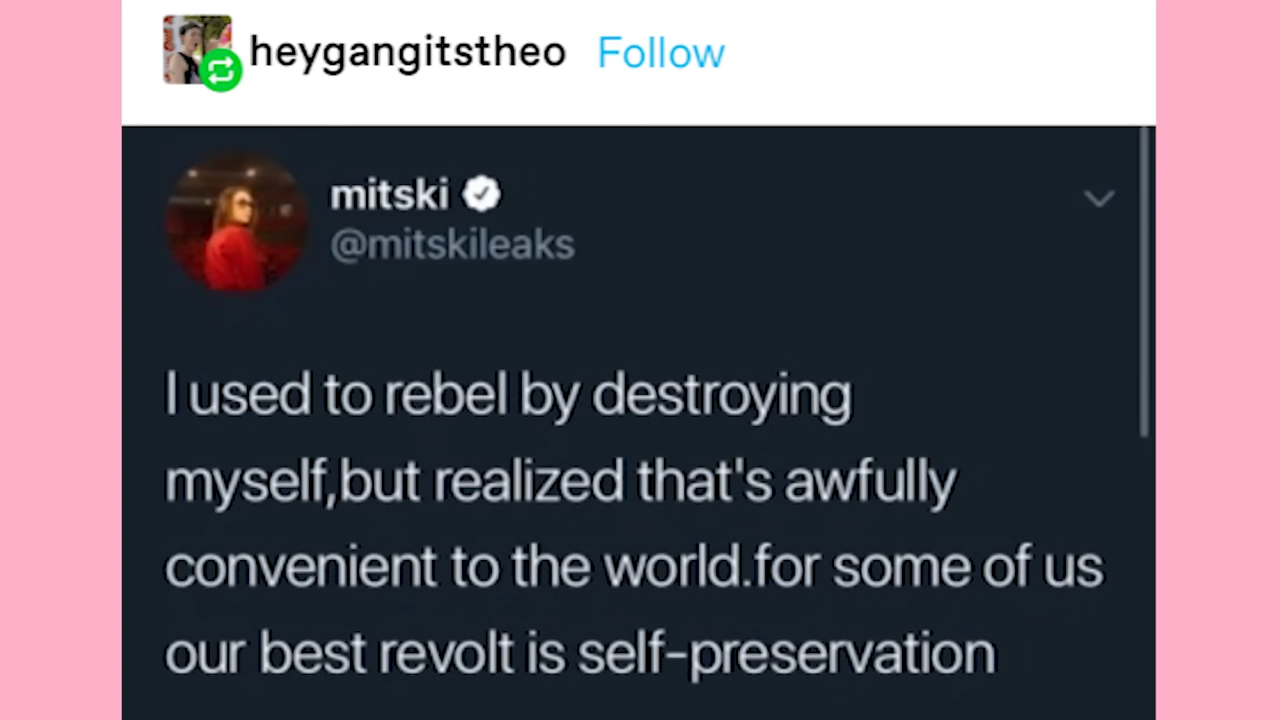 heygangitstheo Follow
mitski
@mitskileaks
I used to rebel by destroying
myself,but realized that's awfully
convenient to the world.for some of us
our best revolt is self-preservation